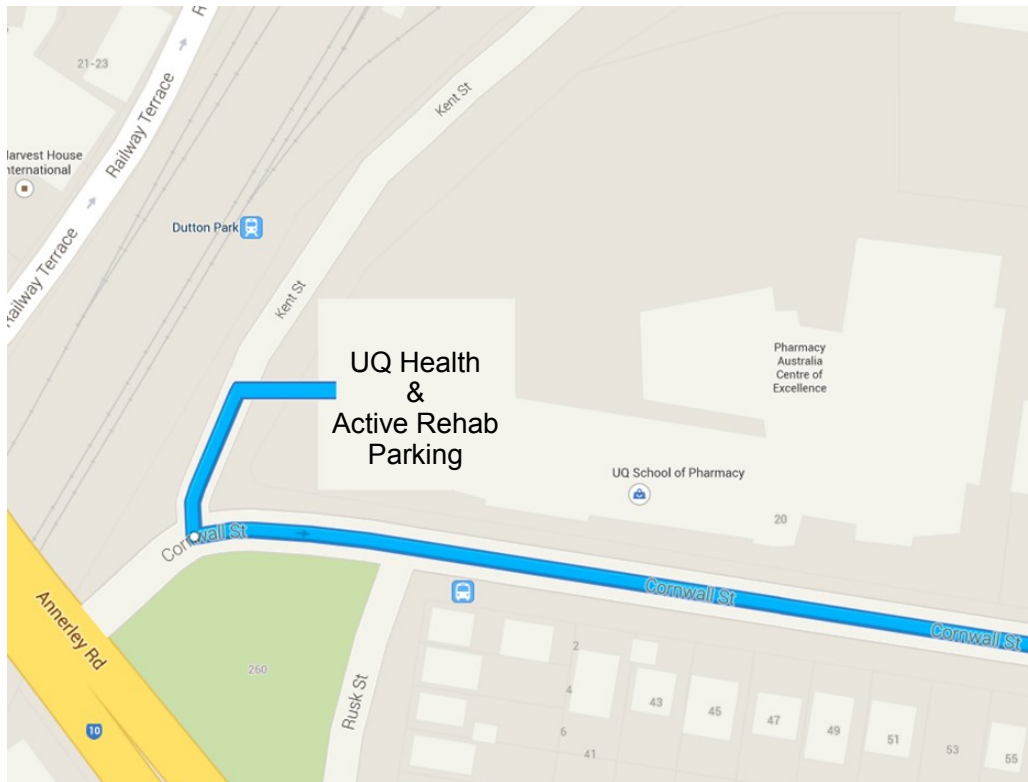 R
21-23
Railway Terrace
Kent St
Harvest House
International
Dutton Park
Railway Terrace
Kent St
Pharmacy
Australia
Centre of
Excellence
UQ Health
&
Active Rehab
Parking
UQ School of Pharmacy
20
Cornwall St
Cornwall St
Cornwall St
Annerley Rd
260
Rusk St
10
2
4
6
41
43
45
47
49
51
53
55